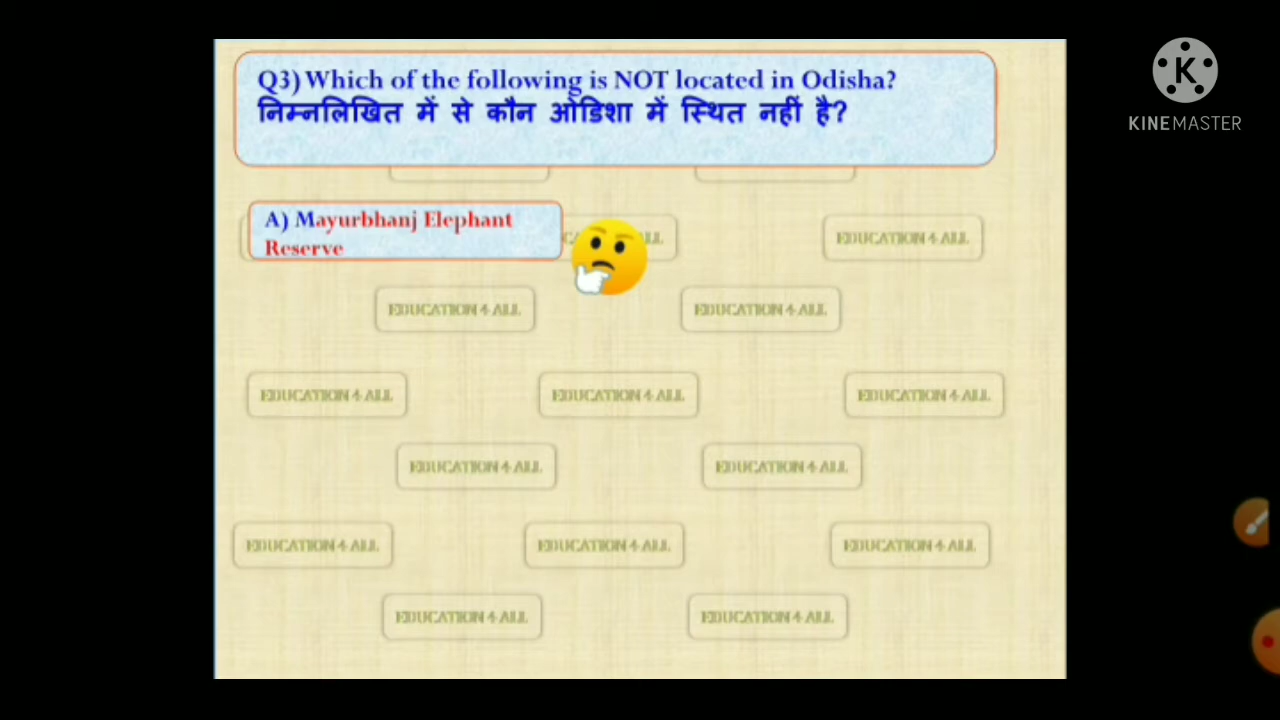 Q3) Which of the following is NOT located in Odisha?
निम्नलिखित में से कौन ओडिशा में स्थित नहीं है?
K
KINEMASTER
A) Mayurbhanj Elephant
Reserve
ALL
EDUCATION 4 ALL
EDUCATION 4 ALL
EDUCATION 4 ALL
EDUCATION 4 ALL
EDUCATION 4 ALL
EDUCATION 4 ALL
EDUCATION 4 ALL
EDUCATION 4 ALL
EDUCATION 4 ALL
EDUCATION 4 ALL
EDUCATION 4 ALL
EDUCATION 4 ALL
EDUCATION 4 ALL